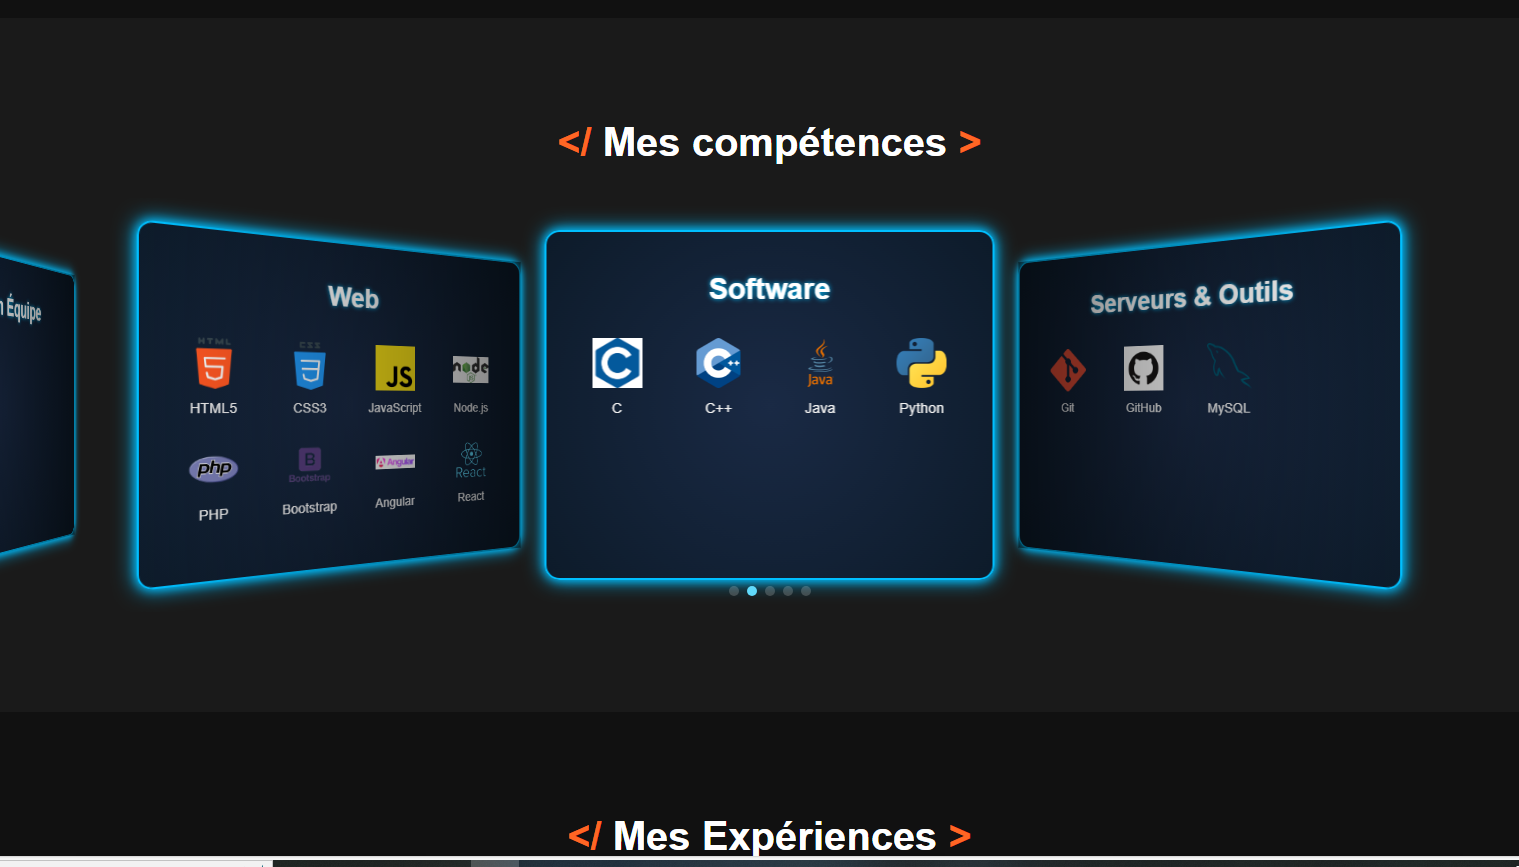 </ Mes compétences >
Équipe
Web
HTML
HTML5
CSS
CSS3
JS
JavaScript
node
Node.js
php
PHP
B
Bootstrap
Bootstrap
Angular
Angular
React
React
Software
C
C
C++
C++
Java
Java
Python
Serveurs & Outils
Git
GitHub
MySQL
</ Mes Expériences >